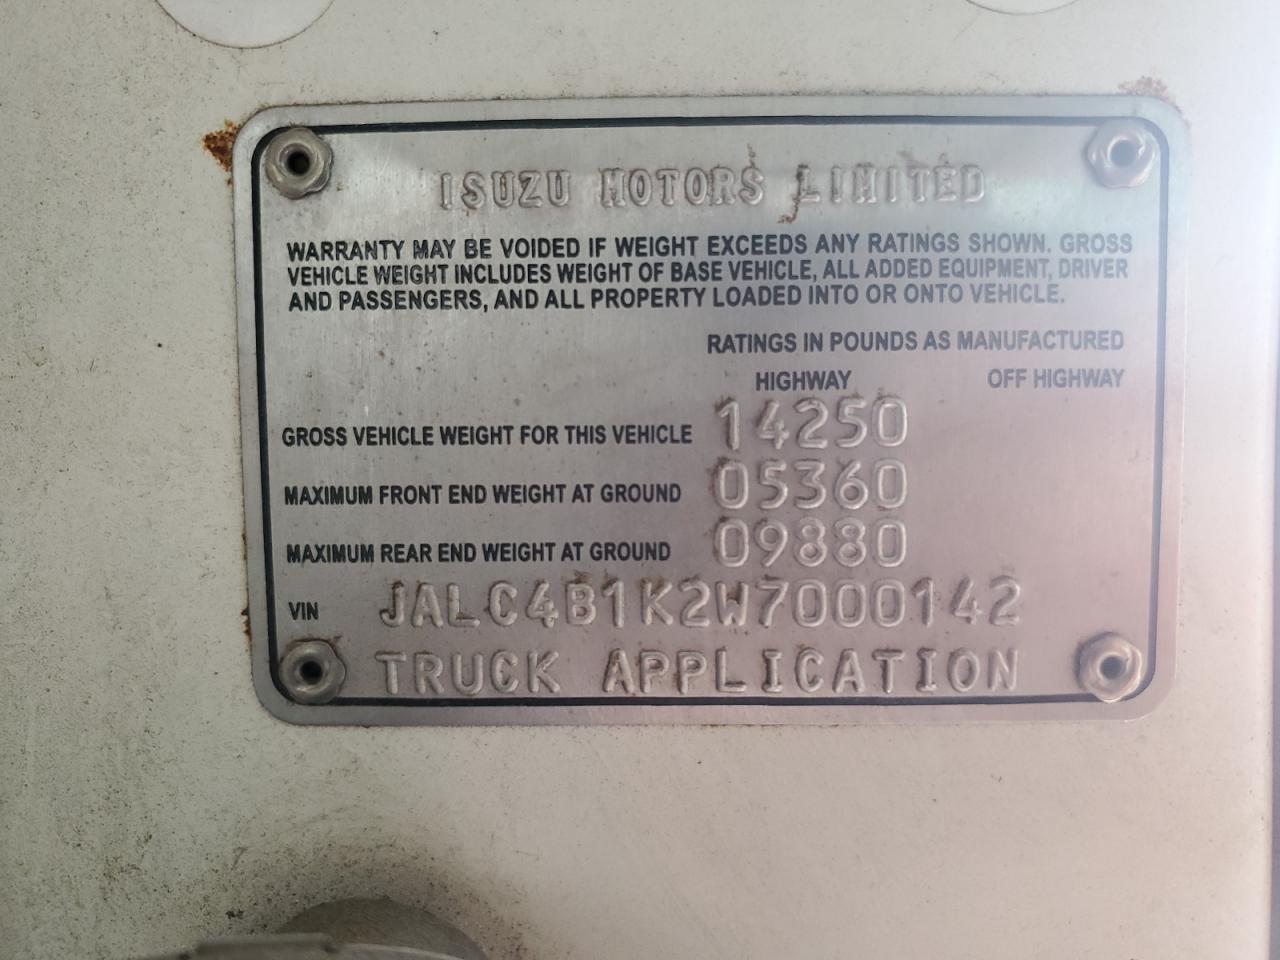 ISUZU MOTORS LIMITED
WARRANTY MAY BE VOIDED IF WEIGHT EXCEEDS ANY RATINGS SHOWN. GROSS
VEHICLE WEIGHT INCLUDES WEIGHT OF BASE VEHICLE, ALL ADDED EQUIPMENT, DRIVER
AND PASSENGERS, AND ALL PROPERTY LOADED INTO OR ONTO VEHICLE.
RATINGS IN POUNDS AS MANUFACTURED
HIGHWAY OFF HIGHWAY
GROSS VEHICLE WEIGHT FOR THIS VEHICLE 14250
MAXIMUM FRONT END WEIGHT AT GROUND 05360
MAXIMUM REAR END WEIGHT AT GROUND 09880
VIN JALC4B1K2W7000142
TRUCK APPLICATION